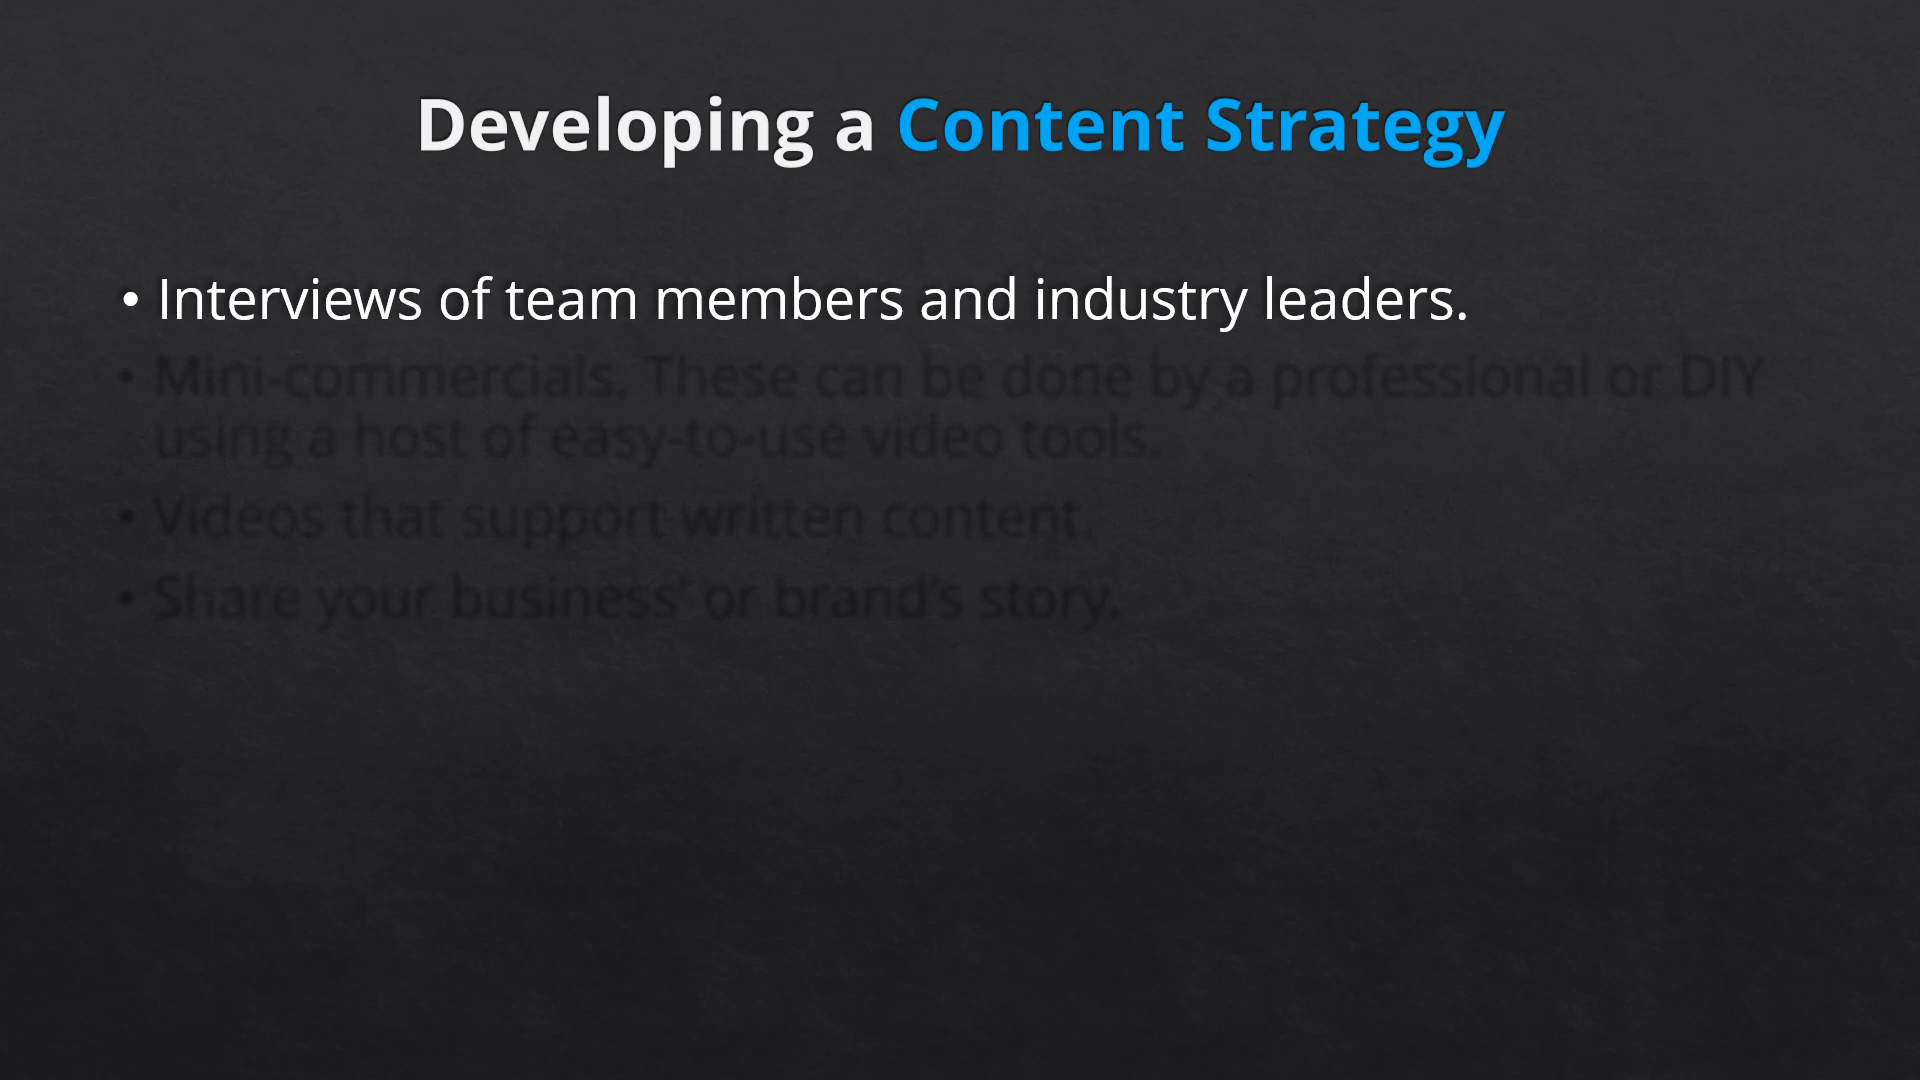 Developing a Content Strategy
• Interviews of team members and industry leaders.
• Mini-commercials. These can be done by a professional or DIY
using a host of easy-to-use video tools.
• Videos that support written content.
• Share your business’ or brand’s story.